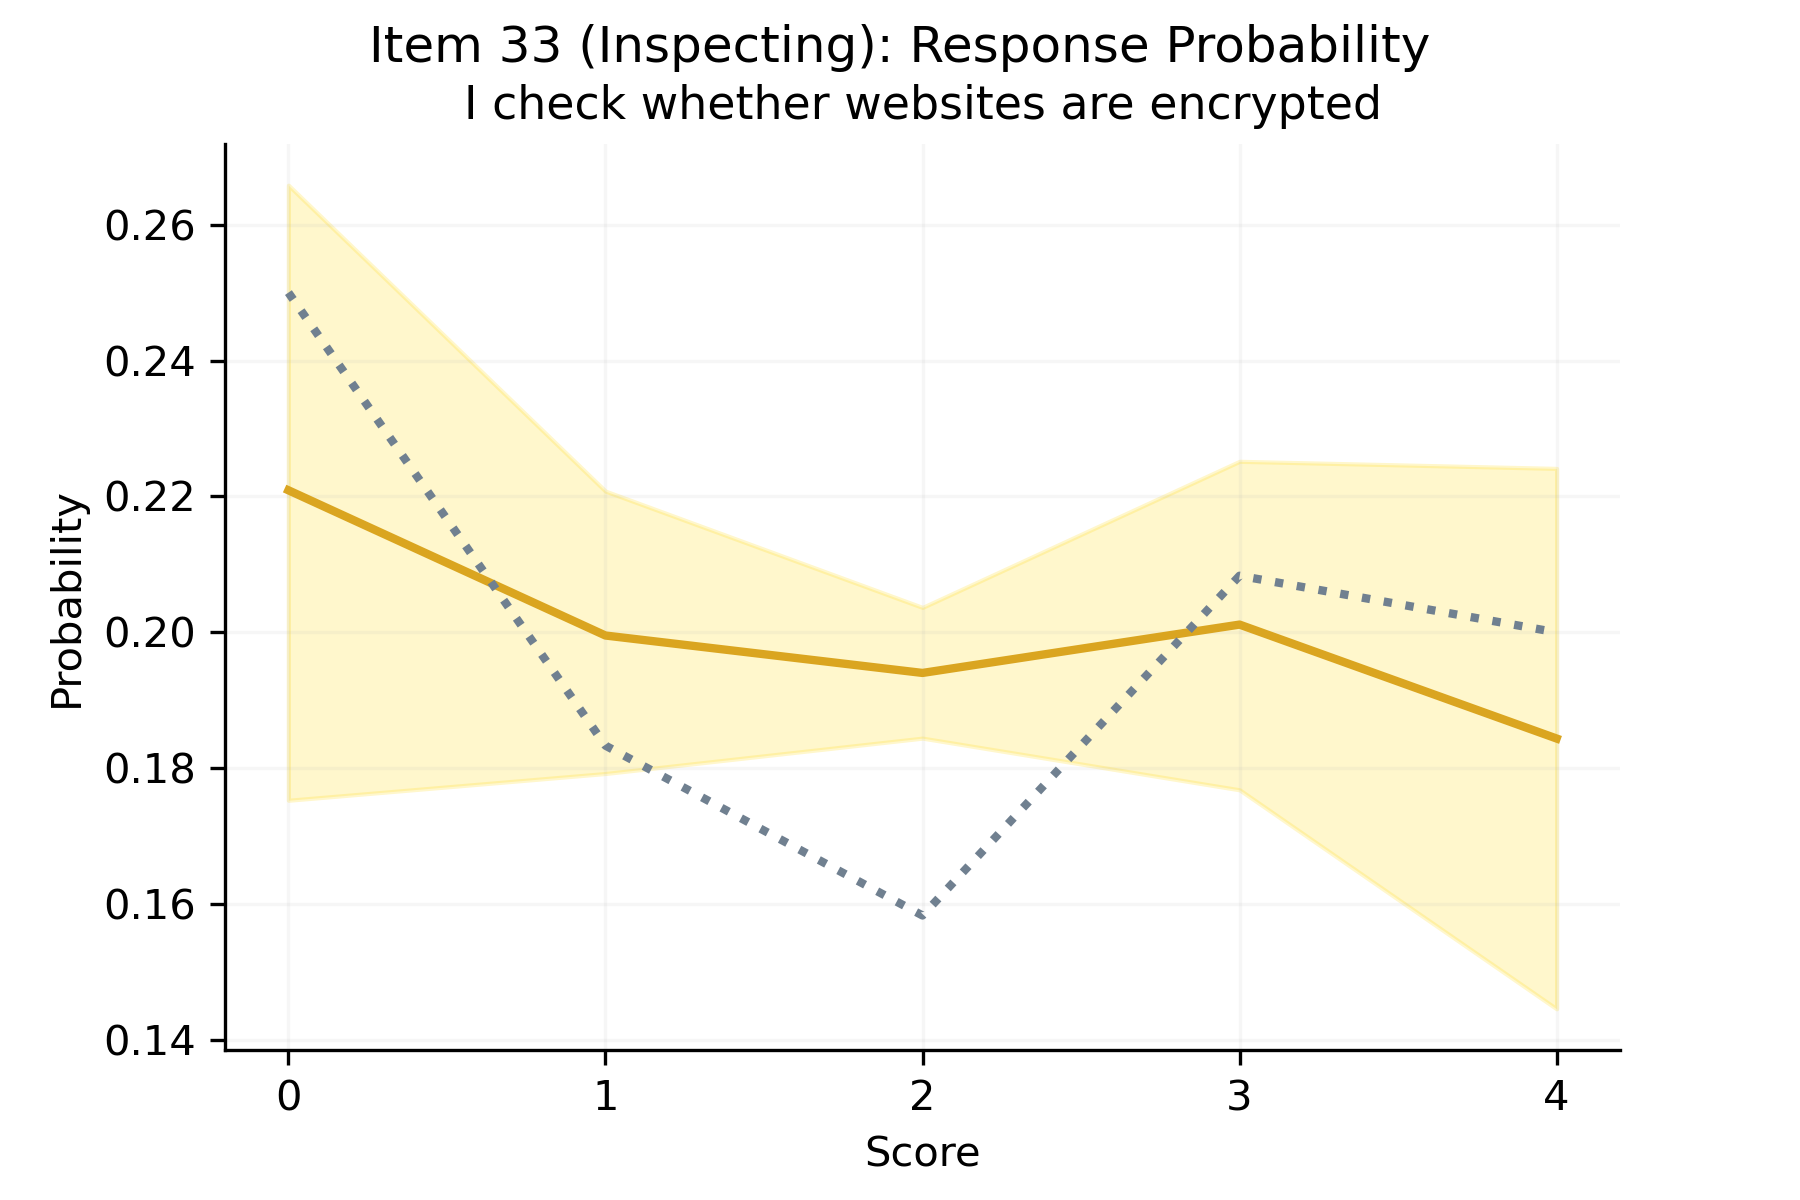 Item 33 (Inspecting): Response Probability
I check whether websites are encrypted
Probability
0.26
0.24
0.22
0.20
0.18
0.16
0.14
0 1 2 3 4
Score